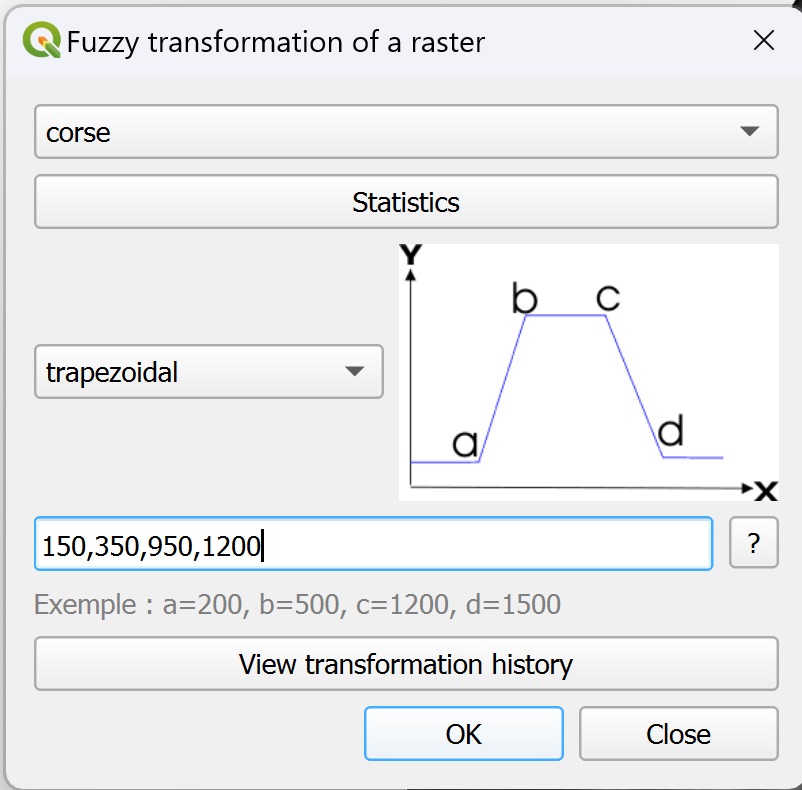 Fuzzy transformation of a raster
corse
Statistics
Y
b c
trapezoidal
a d
X
150,350,950,1200
?
Exemple : a=200, b=500, c=1200, d=1500
View transformation history
OK Close